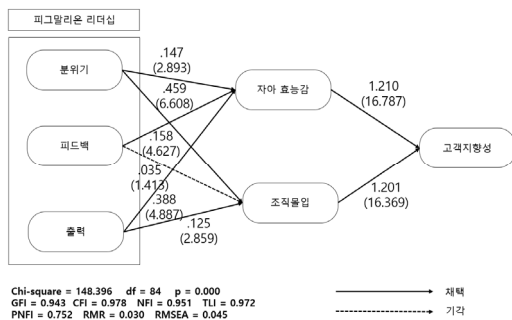 피그말리온 리더십
분위기
피드백
출력
.147
(2.893)
.459
(6.608)
.158
(4.627)
.035
(1.413)
.388
(4.887)
.125
(2.859)
자아 효능감
조직몰입
1.210
(16.787)
1.201
(16.369)
고객지향성
Chi-square = 148.396 df = 84 p = 0.000
GFI = 0.943 CFI = 0.978 NFI = 0.951 TLI = 0.972
PNFI = 0.752 RMR = 0.030 RMSEA = 0.045
채택
기각